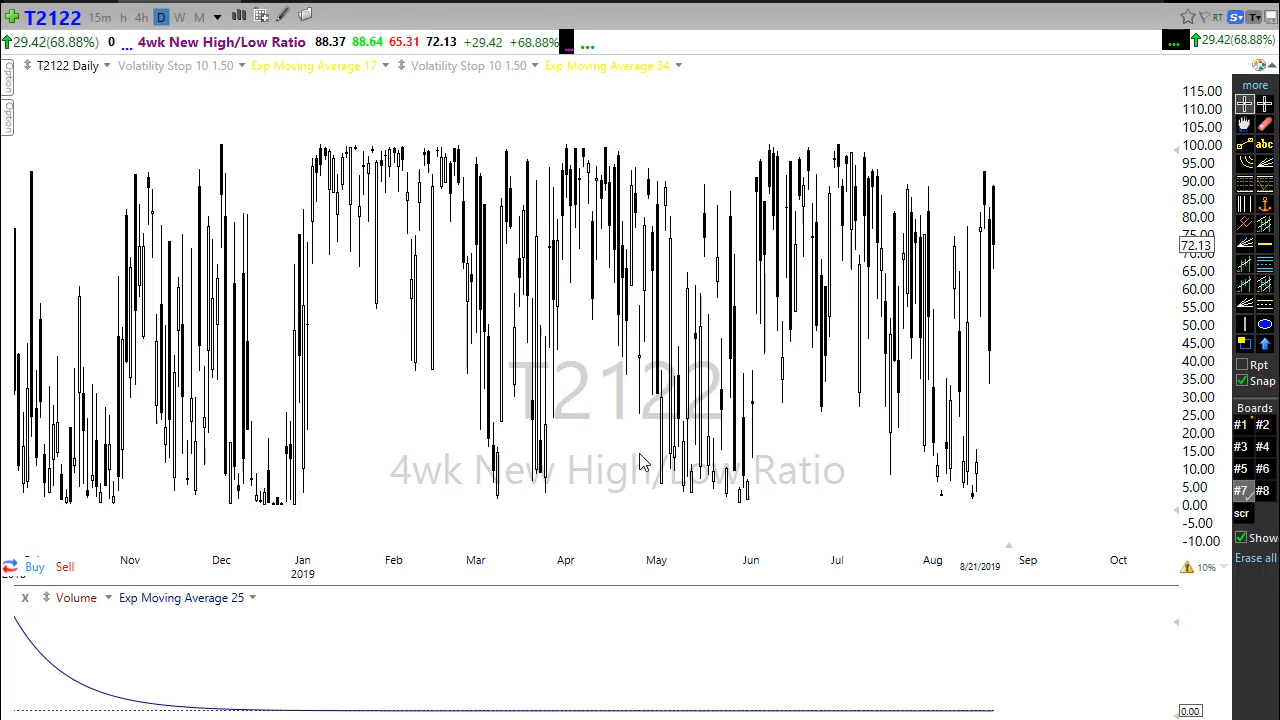 T2122 15m h 4h D W M RT S T
29.42(68.88%) 0 ... 4wk New High/Low Ratio 88.37 88.64 65.31 72.13 +29.42 +68.88% ... ... ... 29.42(68.88%)
Option T2122 Daily Volatility Stop 10 1.50 Exp Moving Average 17 Volatility Stop 10 1.50 Exp Moving Average 34
Option
more
abc
115.00
110.00
105.00
100.00
95.00
90.00
85.00
80.00
75.00
72.13
70.00
65.00
60.00
55.00
50.00
45.00
40.00
35.00
30.00
25.00
20.00
15.00
10.00
5.00
0.00
-5.00
-10.00
T2122
4wk New High/Low Ratio
Rpt
Snap
Boards
#1 #2
#3 #4
#5 #6
#7 #8
scr
Show
Erase all
Nov Dec Jan Feb Mar Apr May Jun Jul Aug 8/21/2019 Sep Oct
2019
Buy Sell 10%
x Volume Exp Moving Average 25
0.00